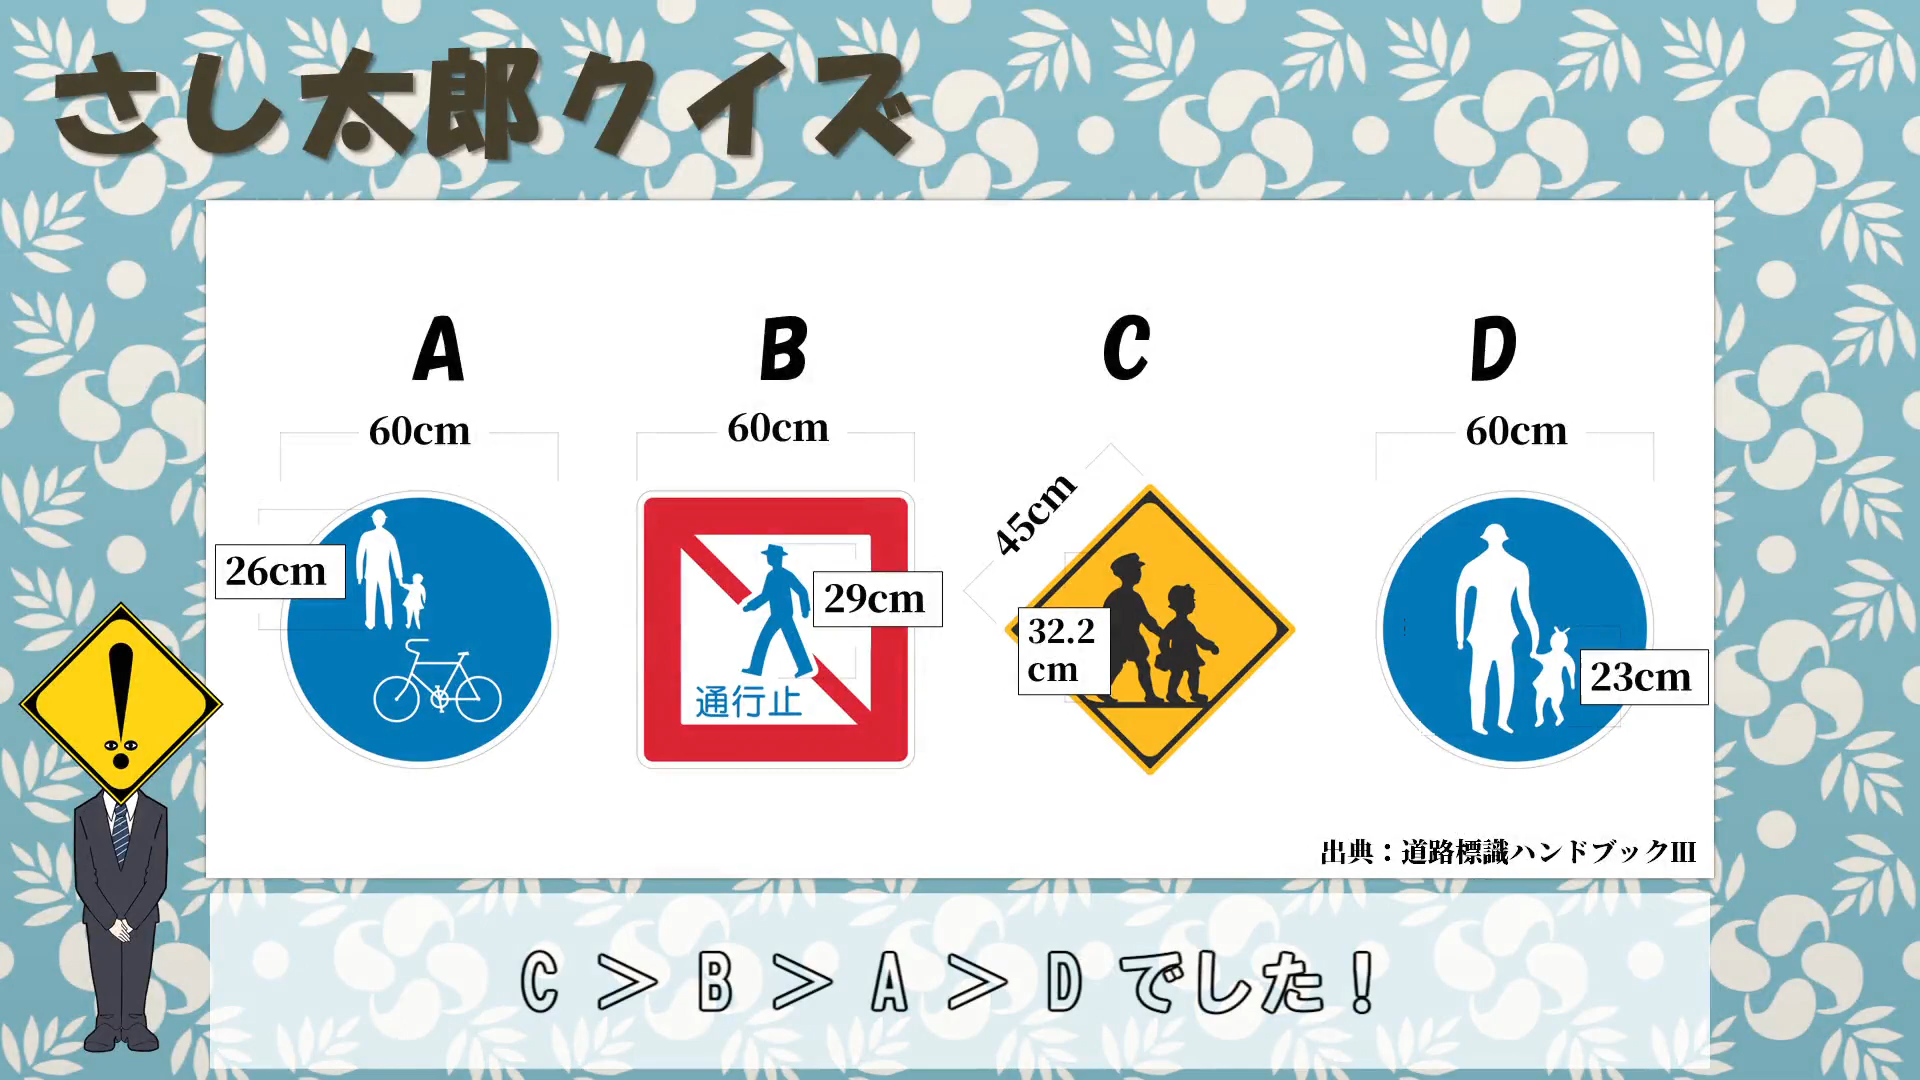 さし太郎クイズ
A B C D
60cm 60cm 45cm 60cm
26cm 29cm 32.2
cm 23cm
通行止
出典：道路標識ハンドブックⅢ
C＞B＞A＞Dでした！